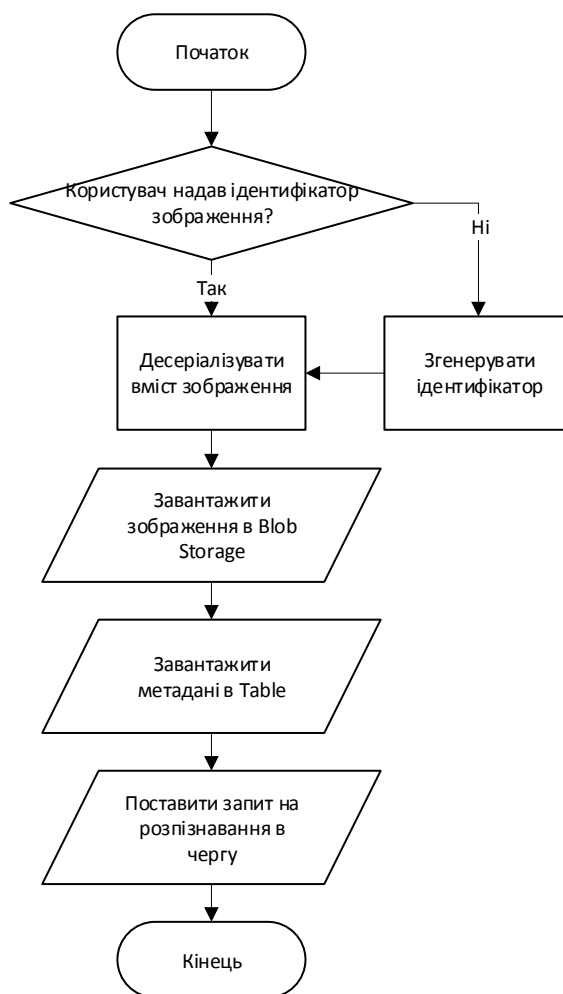 Початок
Користувач надав ідентифікатор
зображення?
Ні
Так
Десеріалізувати
вміст зображення
Згенерувати
ідентифікатор
Завантажити
зображення в Blob
Storage
Завантажити
метадані в Table
Поставити запит на
розпізнавання в
чергу
Кінець